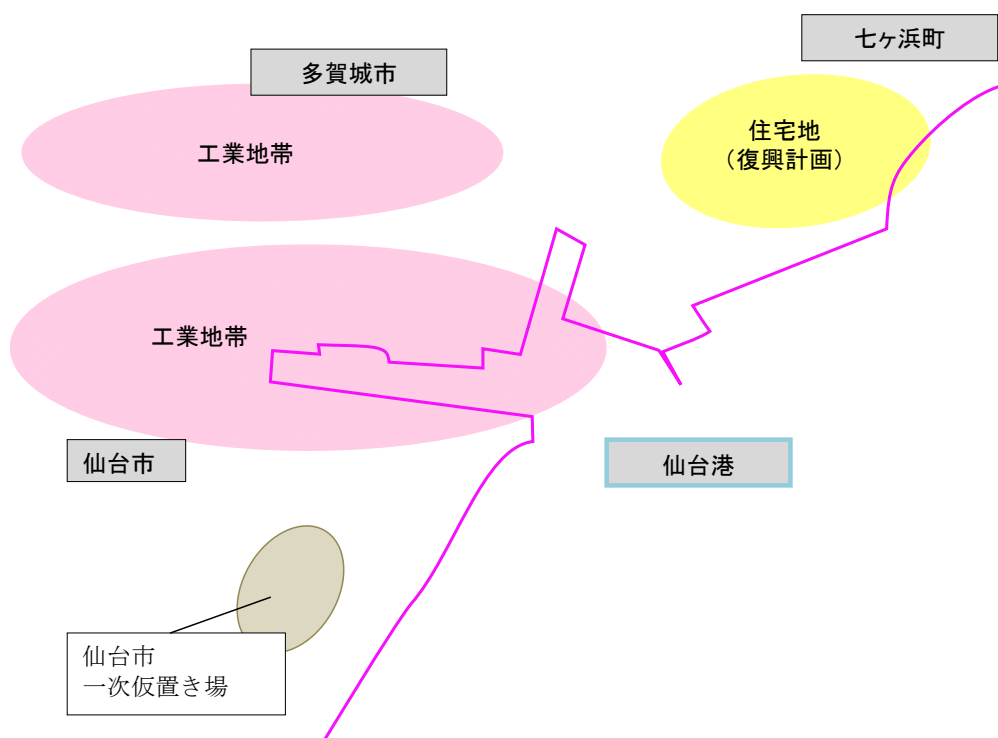 七ヶ浜町
多賀城市
住宅地
（復興計画）
工業地帯
工業地帯
仙台市
仙台港
仙台市
一次仮置き場